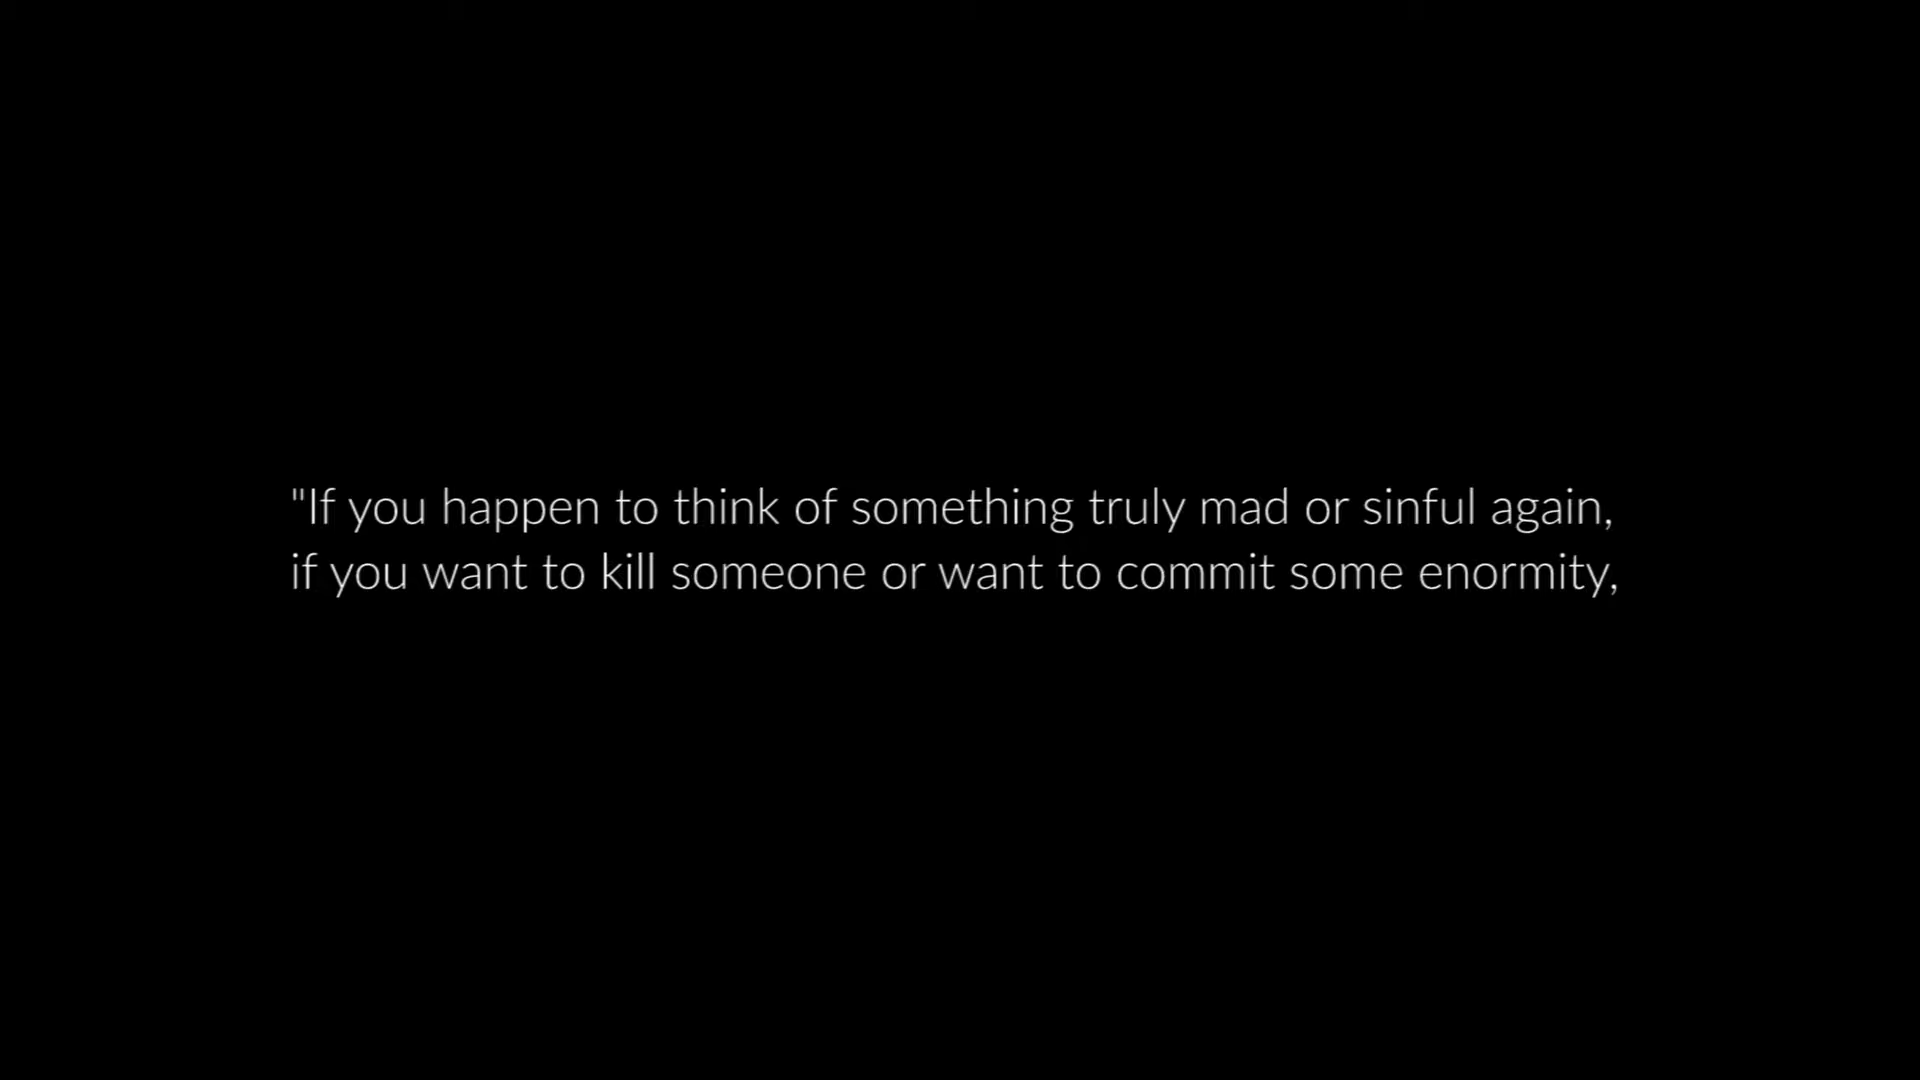 "If you happen to think of something truly mad or sinful again,
if you want to kill someone or want to commit some enormity,